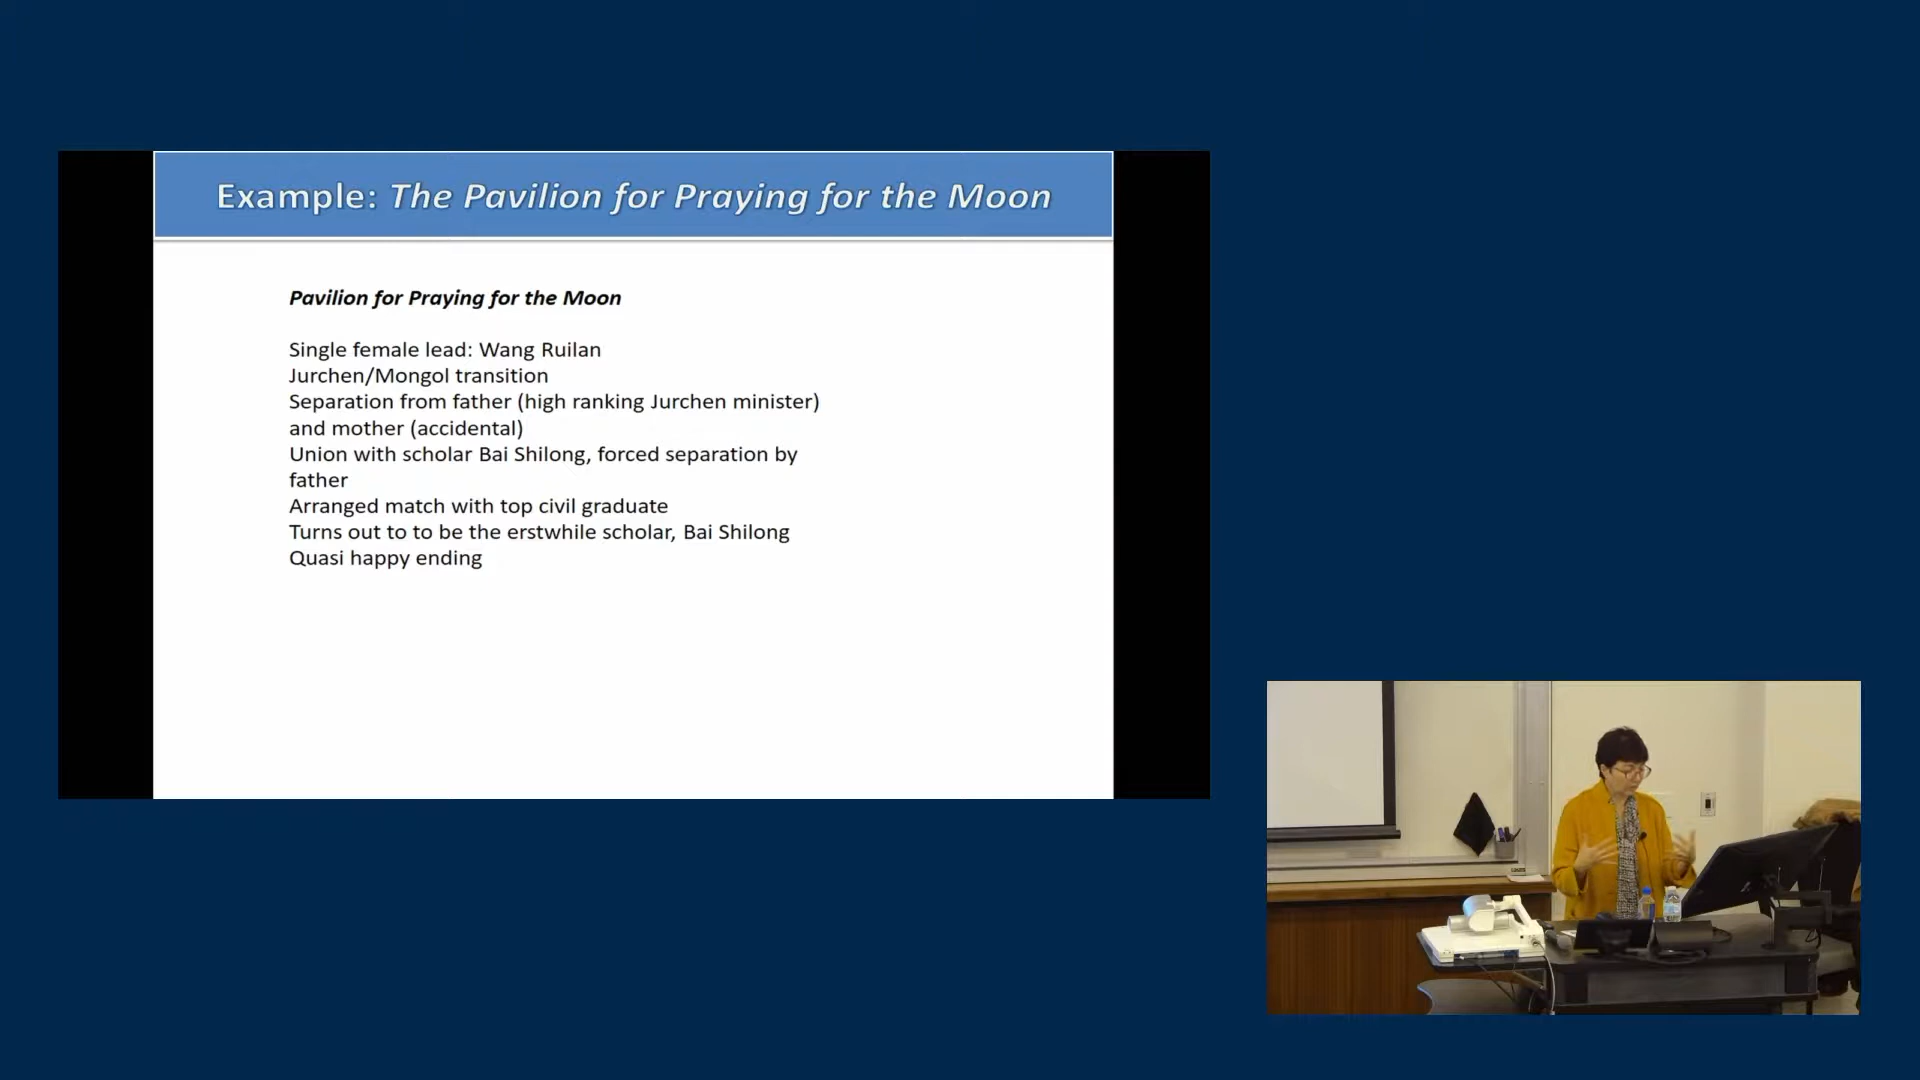 Example: The Pavilion for Praying for the Moon
Pavilion for Praying for the Moon
Single female lead: Wang Ruilan
Jurchen/Mongol transition
Separation from father (high ranking Jurchen minister)
and mother (accidental)
Union with scholar Bai Shilong, forced separation by
father
Arranged match with top civil graduate
Turns out to to be the erstwhile scholar, Bai Shilong
Quasi happy ending